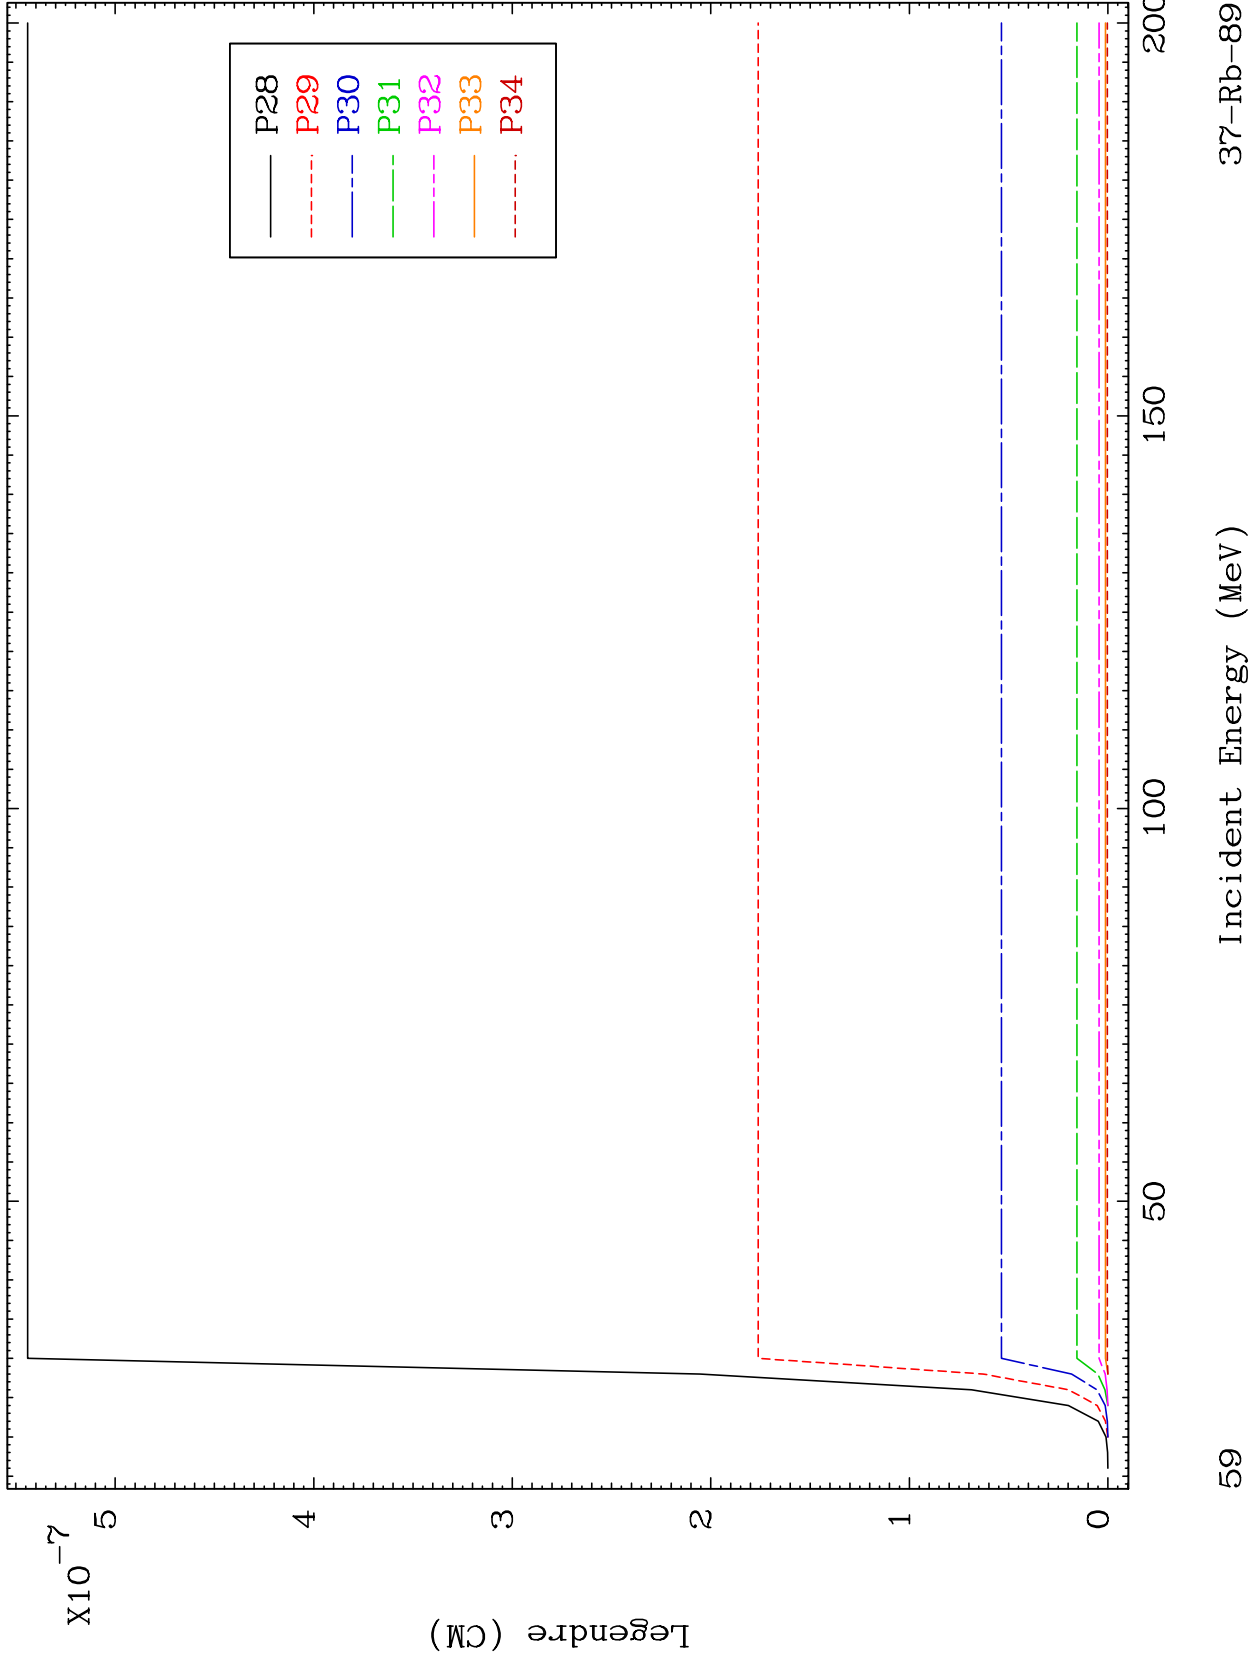 X10-7
5
4
3
2
1
0
Legendre (CM)
P28
P29
P30
P31
P32
P33
P34
50
100
150
200
Incident Energy (MeV)
59
37-Rb-89